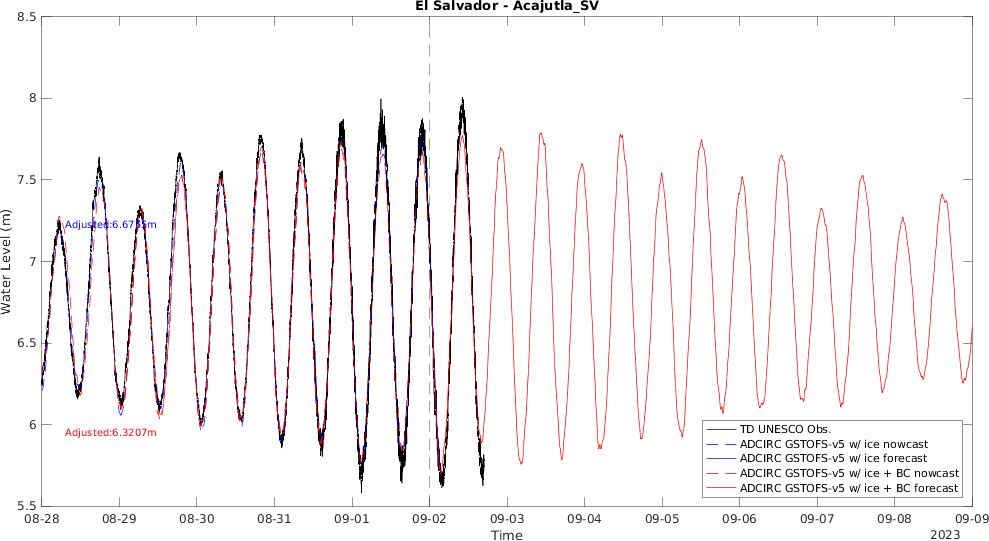 El Salvador - Acajutla_SV
8.5
8
7.5
7
6.5
6
5.5
Water Level (m)
Adjusted:6.6735m
Adjusted:6.3207m
TD UNESCO Obs.
ADCIRC GSTOFS-v5 w/ ice nowcast
ADCIRC GSTOFS-v5 w/ ice forecast
ADCIRC GSTOFS-v5 w/ ice + BC nowcast
ADCIRC GSTOFS-v5 w/ ice + BC forecast
08-28 08-29 08-30 08-31 09-01 09-02 09-03 09-04 09-05 09-06 09-07 09-08 09-09
Time
2023